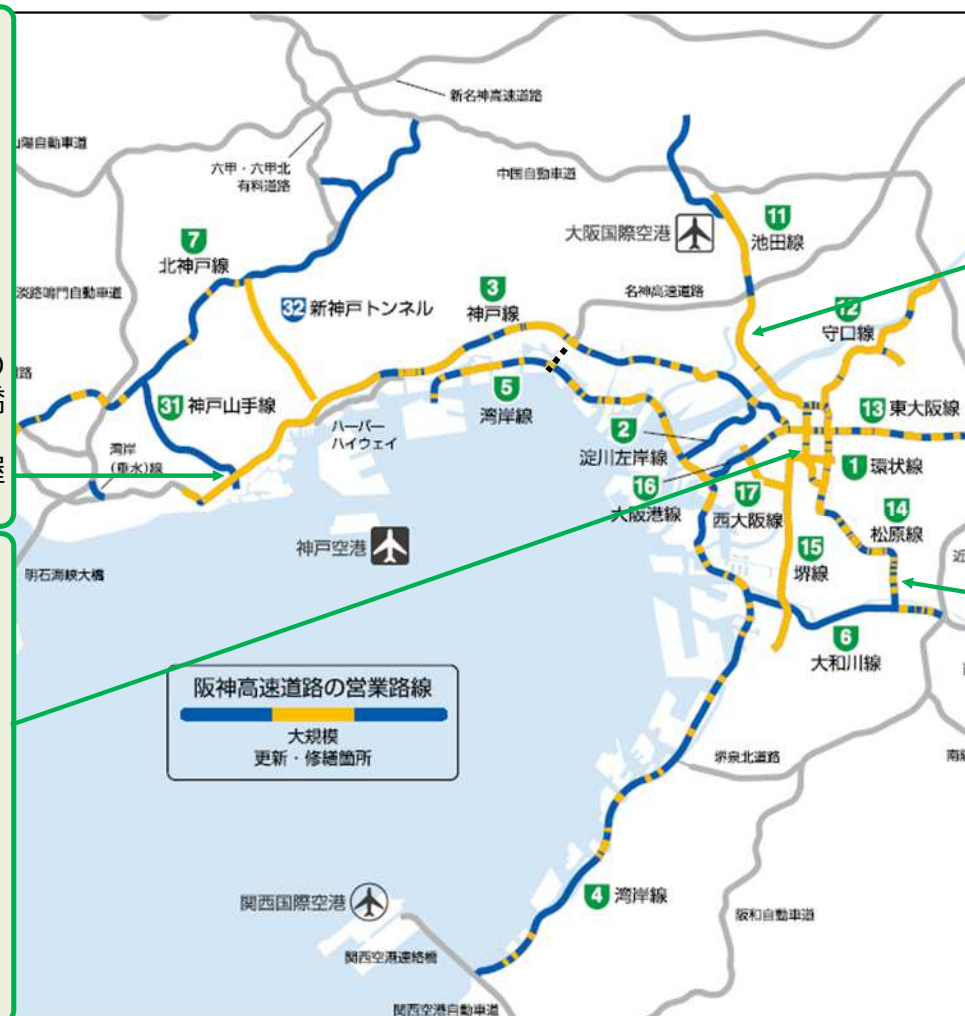 新名神高速道路
山陽自動車道
六甲・六甲北
有料道路
中国自動車道
11
池田線
大阪国際空港
7
北神戸線
淡路鳴門自動車道
3
神戸線
名神高速道路
32 新神戸トンネル
12
守口線
の
路
31 神戸山手線
5
湾岸線
ハーバー
ハイウェイ
13 東大阪線
2
淀川左岸線
湾岸
(垂水)線
1 環状線
16
大阪港線
17
西大阪線
14
松原線
神戸空港
15
堺線
近
明石海峡大橋
6
大和川線
阪神高速道路の営業路線
大規模
更新・修繕箇所
堺泉北道路
南
4 湾岸線
関西国際空港
阪和自動車道
関西空港連絡橋
関西空港自動車道